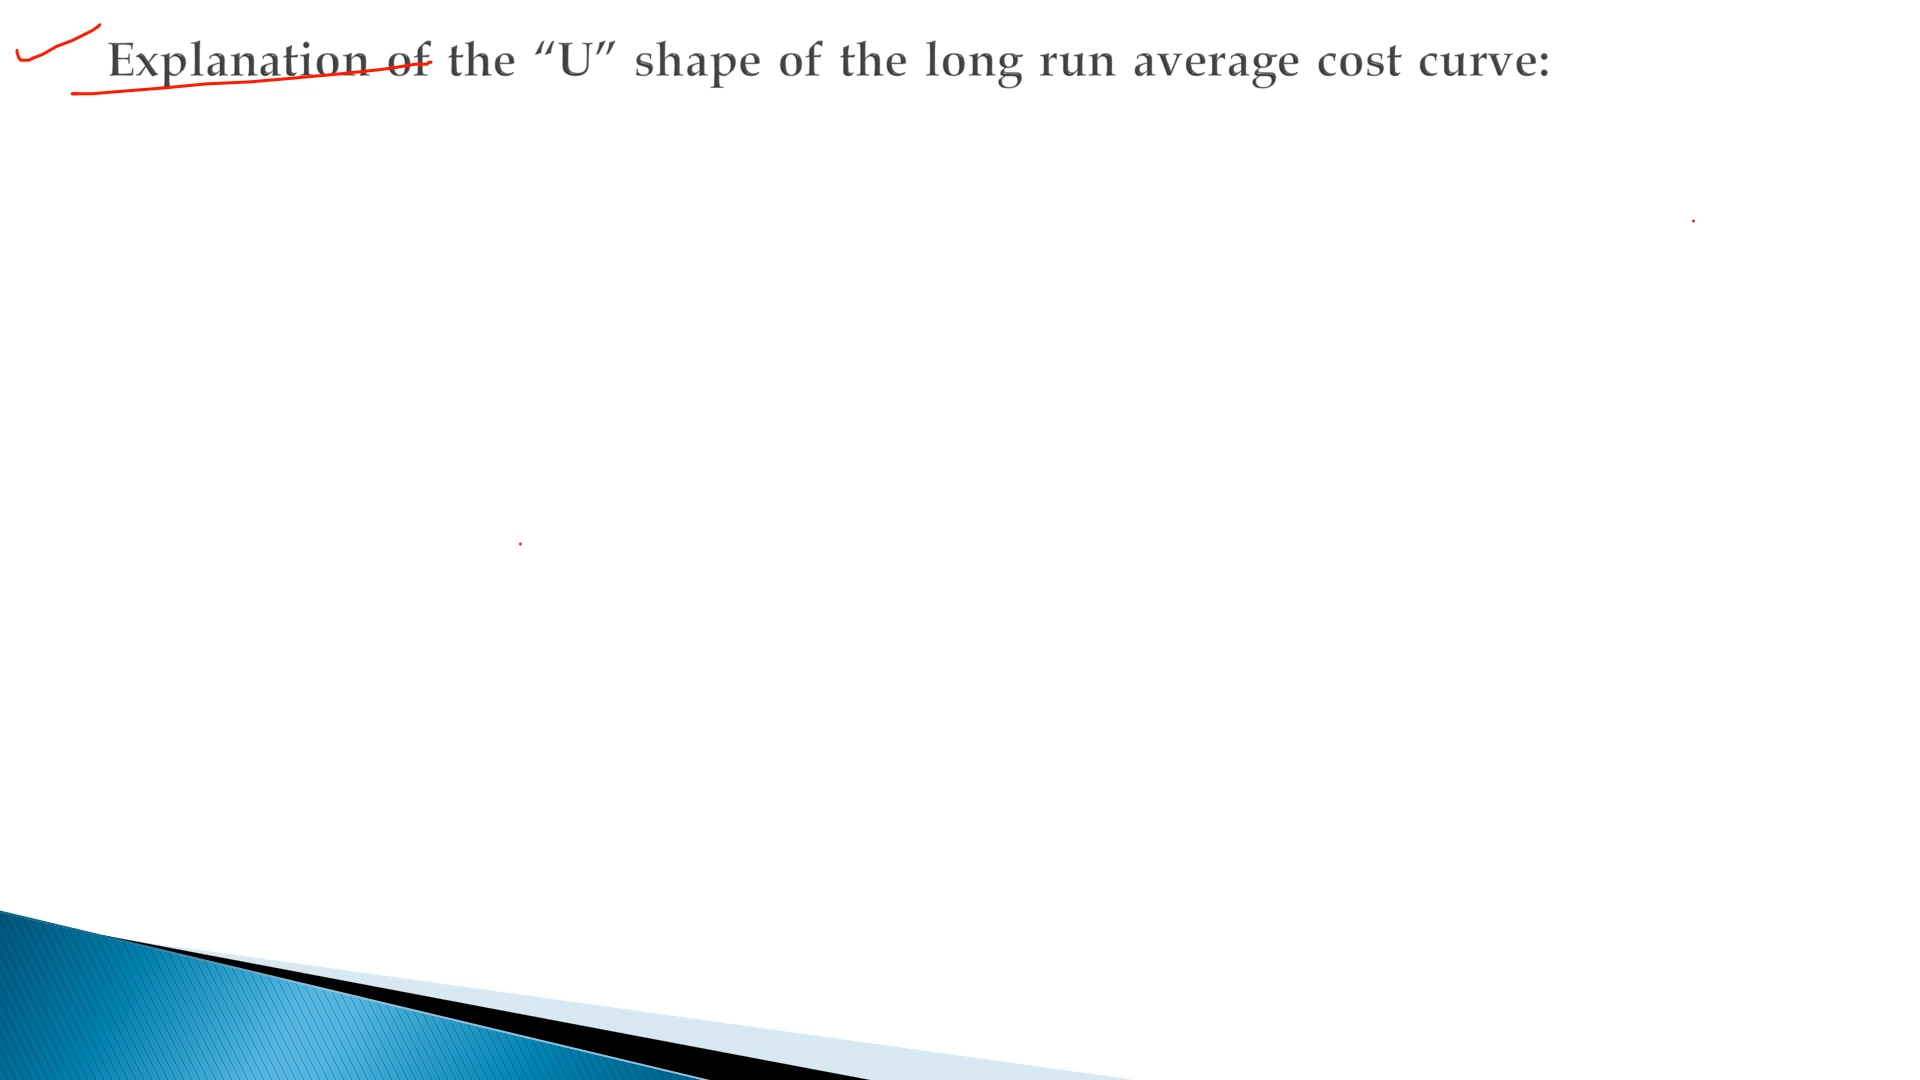 Explanation of the “U” shape of the long run average cost curve: